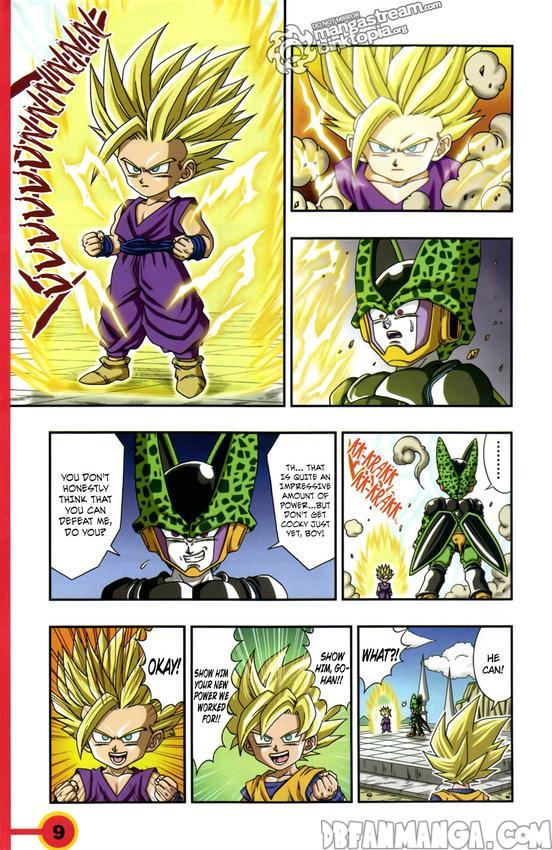 DO NOT MIRROR
mangastream.com
binktopia.org
TH... THAT
IS QUITE AN
IMPRESSIVE
AMOUNT OF
POWER...BUT
DON'T GET
COCKY JUST
YET, BOY!
YOU DON'T
HONESTLY
THINK THAT
YOU CAN
DEFEAT ME,
DO YOU?
HE
CAN!
WHAT?!
SHOW
HIM, GO-
HAN!!
SHOW HIM
YOUR NEW
POWER WE
WORKED
FOR!!
OKAY!
9
DBFANMANGA.COM